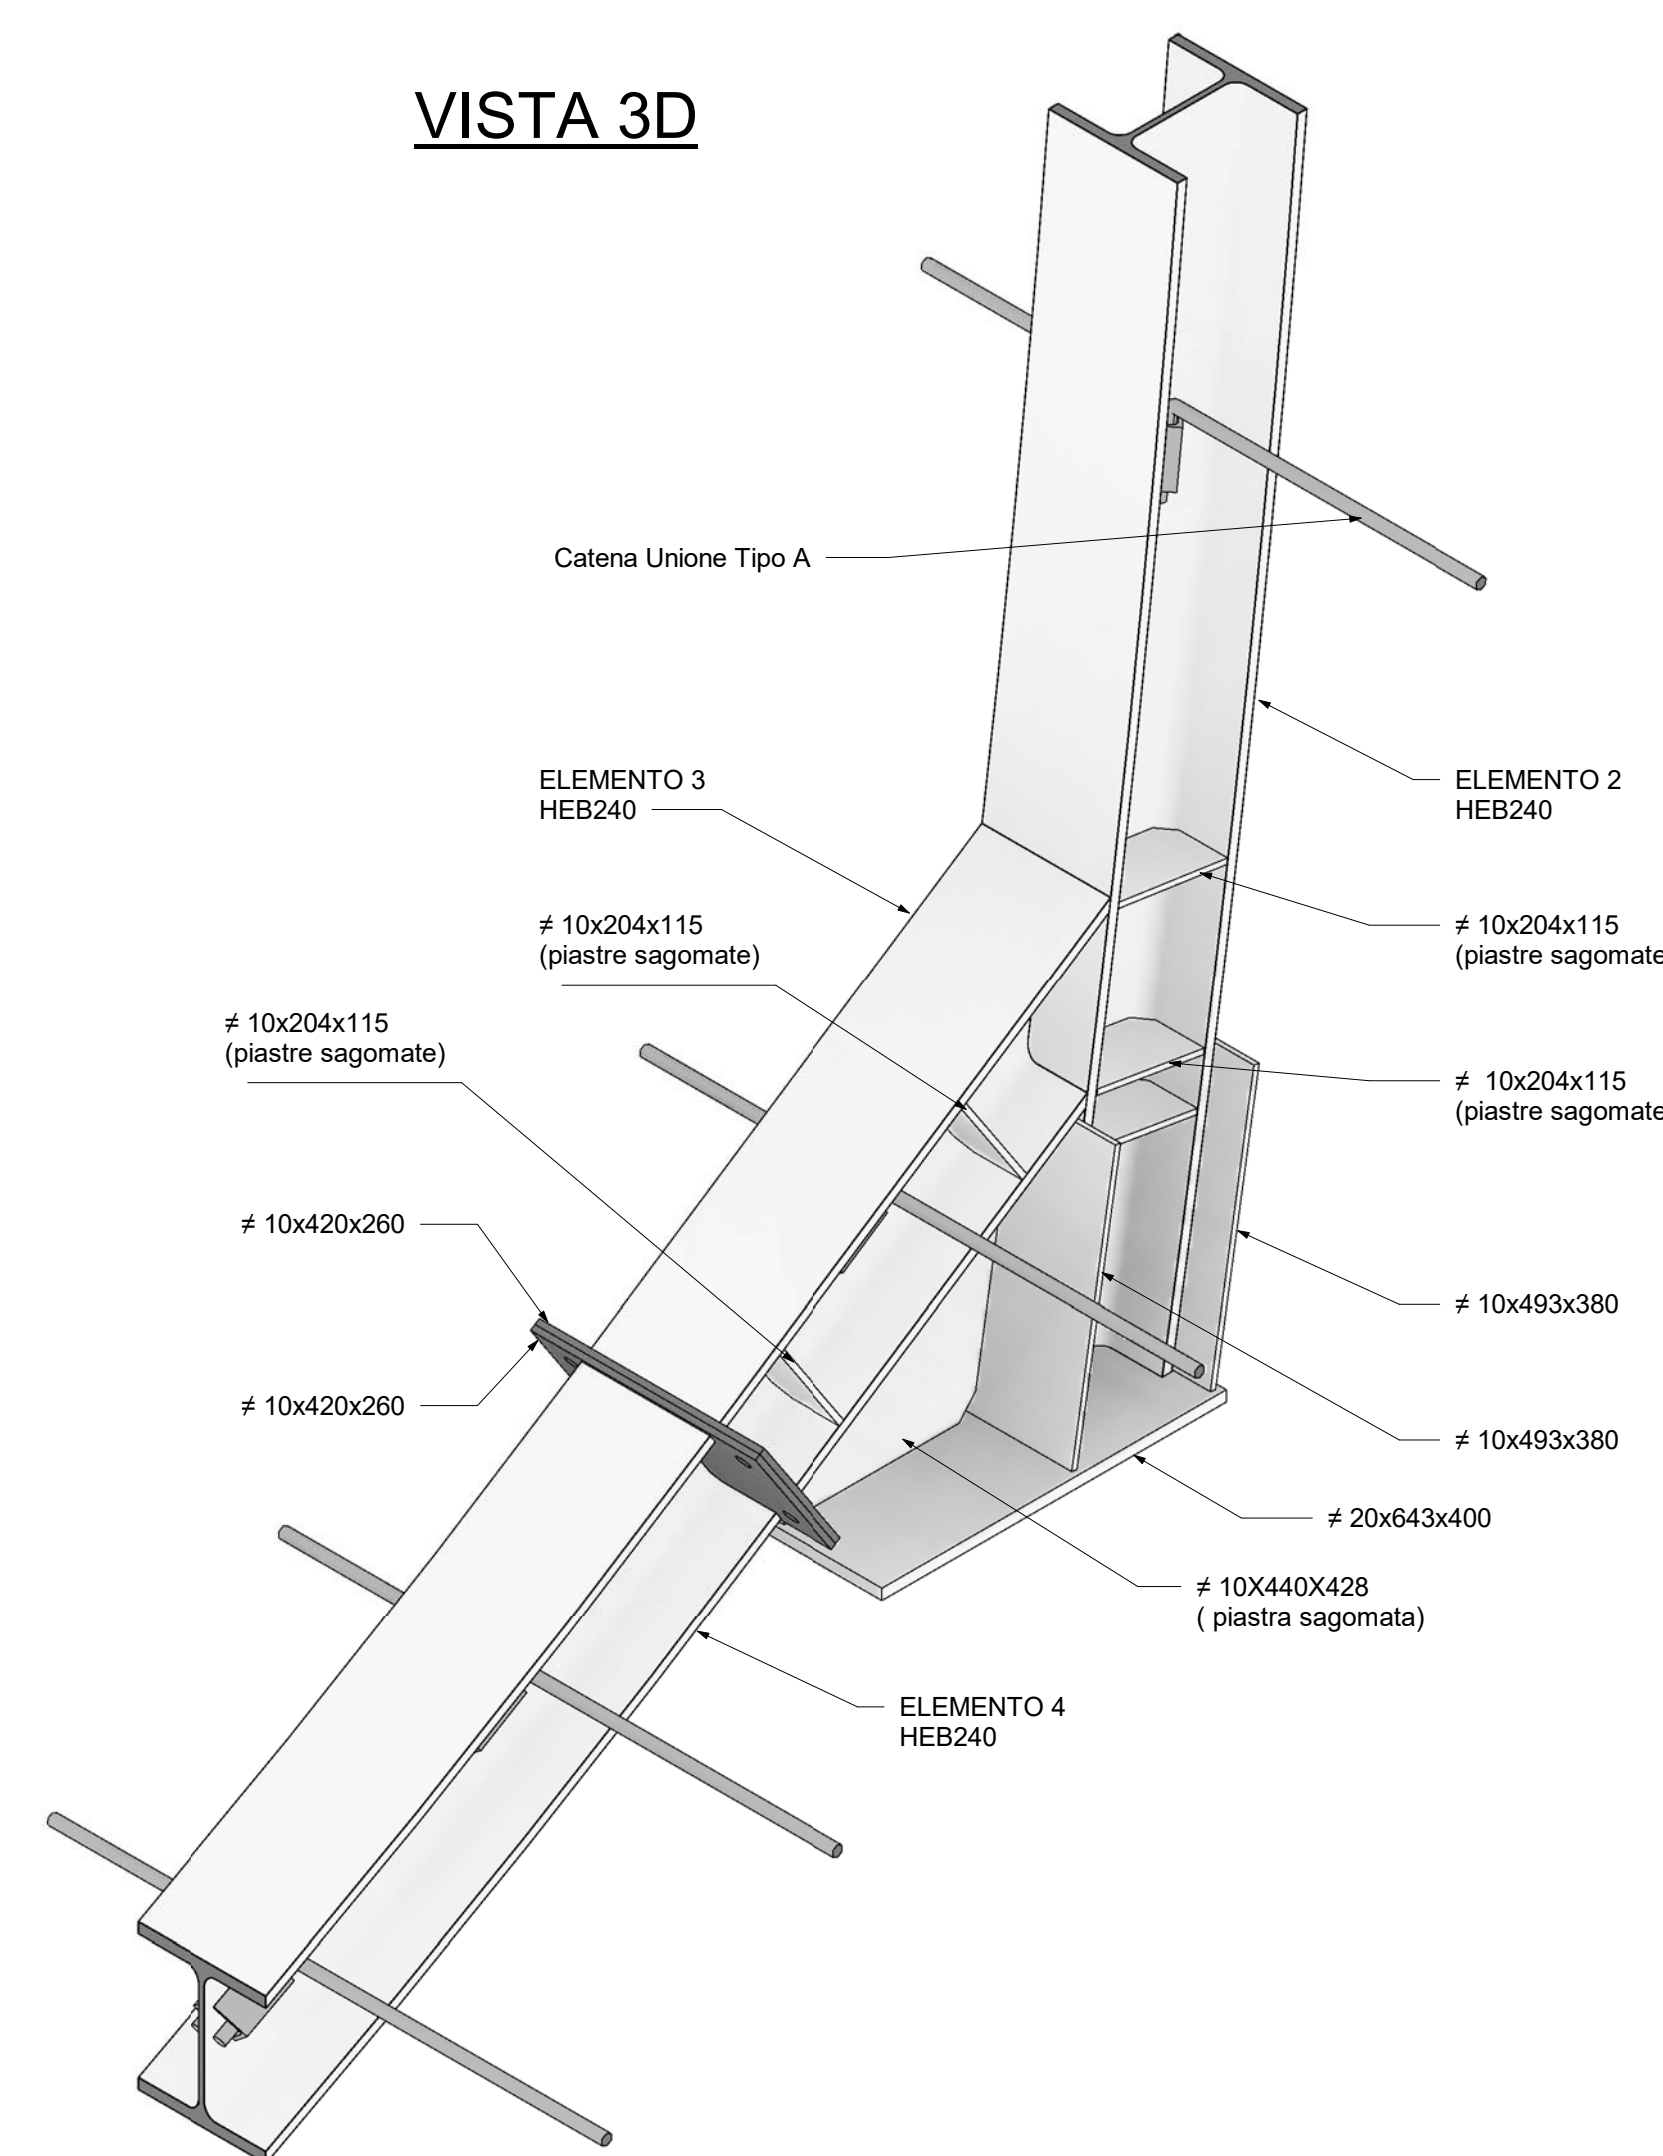 VISTA 3D
Catena Unione Tipo A
ELEMENTO 3
HEB240
ELEMENTO 2
HEB240
≠ 10x204x115
(piastre sagomate)
≠ 10x204x115
(piastre sagomate
≠ 10x204x115
(piastre sagomate)
≠ 10x204x115
(piastre sagomate
≠ 10x420x260
≠ 10x493x380
≠ 10x420x260
≠ 10x493x380
≠ 20x643x400
≠ 10X440X428
( piastra sagomata)
ELEMENTO 4
HEB240